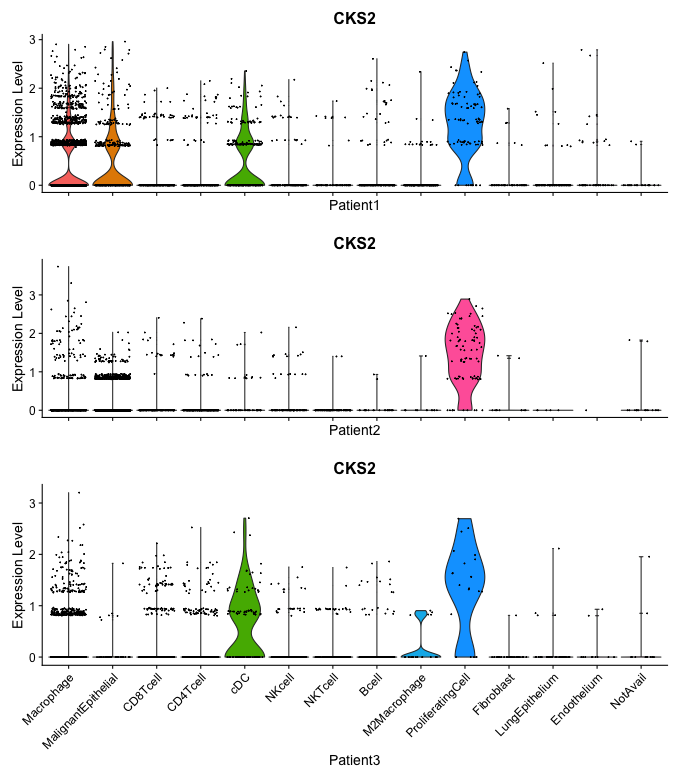 CKS2
Expression Level
3
2
1
0
Patient1
CKS2
Expression Level
3
2
1
0
Patient2
CKS2
Expression Level
3
2
1
0
Macrophage
MalignantEpithelial
CD8Tcell
CD4Tcell
cDC
NKcell
NKTcell
Bcell
M2Macrophage
ProliferatingCell
Fibroblast
LungEpithelium
Endothelium
NotAvail
Patient3